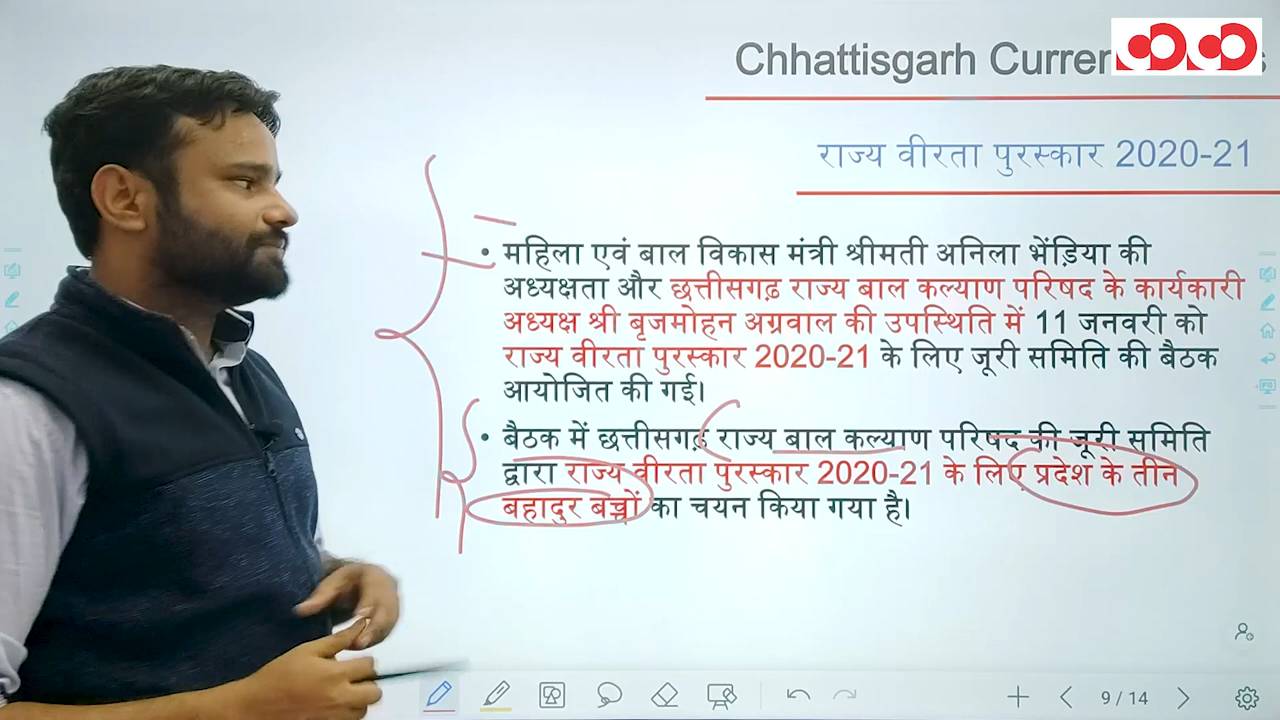 Chhattisgarh Curren
राज्य वीरता पुरस्कार 2020-21
• महिला एवं बाल विकास मंत्री श्रीमती अनिला भेंड़िया की
अध्यक्षता और छत्तीसगढ़ राज्य बाल कल्याण परिषद के कार्यकारी
अध्यक्ष श्री बृजमोहन अग्रवाल की उपस्थिति में 11 जनवरी को
राज्य वीरता पुरस्कार 2020-21 के लिए जूरी समिति की बैठक
आयोजित की गई।
• बैठक में छत्तीसगढ़ राज्य बाल कल्याण परिषद की जूरी समिति
द्वारा राज्य वीरता पुरस्कार 2020-21 के लिए प्रदेश के तीन
बहादुर बच्चों का चयन किया गया है।
9 / 14